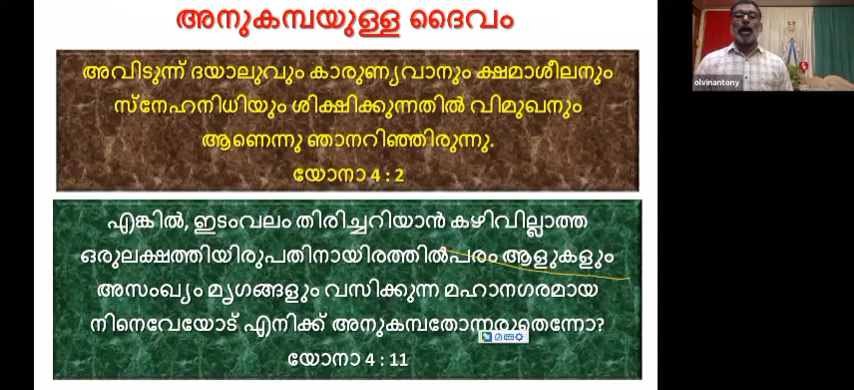 അനുകമ്പയുള്ള ദൈവം
അവിടുന്ന് ദയാലുവും കാരുണ്യവാനും ക്ഷമാശീലനും
സ്നേഹനിധിയും ശിക്ഷിക്കുന്നതിൽ വിമുഖനും
ആണെന്നു ഞാനറിഞ്ഞിരുന്നു.
യോനാ 4 : 2
എങ്കിൽ, ഇടംവലം തിരിച്ചറിയാൻ കഴിവില്ലാത്ത
ഒരുലക്ഷത്തിയിരുപതിനായിരത്തിൽപരം ആളുകളും
അസംഖ്യം മൃഗങ്ങളും വസിക്കുന്ന മഹാനഗരമായ
നിനെവേയോട് എനിക്ക് അനുകമ്പതോന്നരുതെന്നോ?
യോനാ 4 : 11
olvinantony